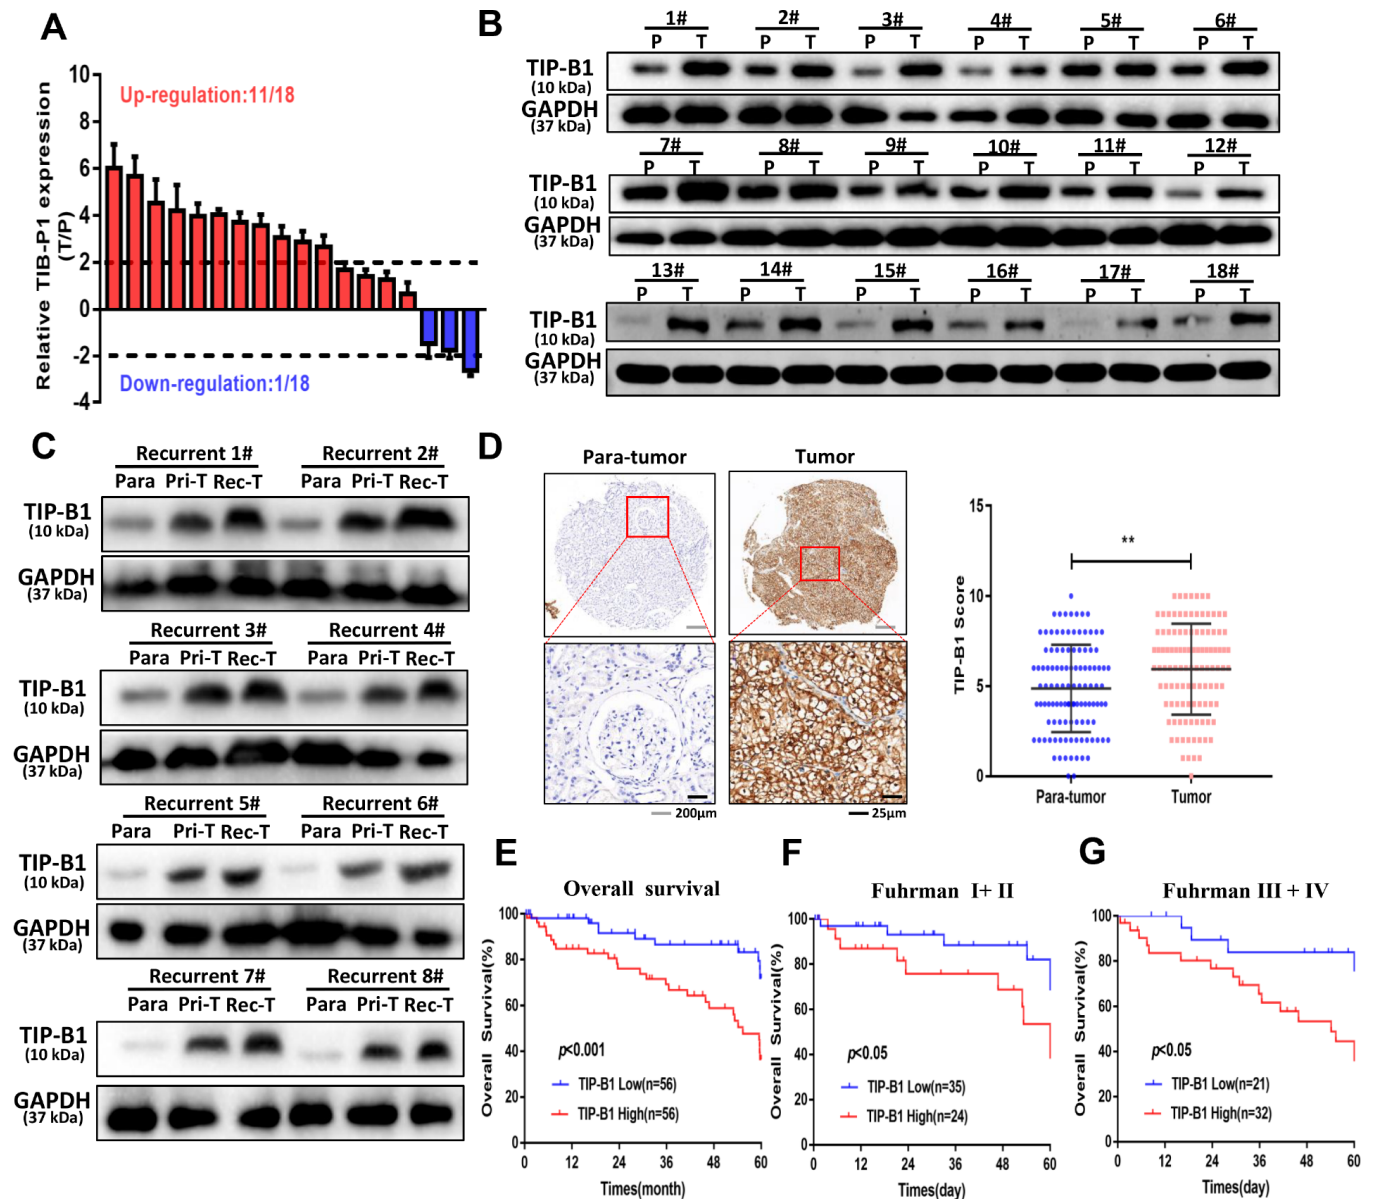 A
Relative TIB-P1 expression
(T/P)
10
8
6
4
2
0
-2
-4
Up-regulation:11/18
Down-regulation:1/18
B
1# 2# 3# 4# 5# 6#
P T P T P T P T P T P T
TIP-B1
(10 kDa)
GAPDH
(37 kDa)
7# 8# 9# 10# 11# 12#
P T P T P T P T P T P T
TIP-B1
(10 kDa)
GAPDH
(37 kDa)
13# 14# 15# 16# 17# 18#
P T P T P T P T P T P T
TIP-B1
(10 kDa)
GAPDH
(37 kDa)
C
Recurrent 1# Recurrent 2#
Para Pri-T Rec-T Para Pri-T Rec-T
TIP-B1
(10 kDa)
GAPDH
(37 kDa)
Recurrent 3# Recurrent 4#
Para Pri-T Rec-T Para Pri-T Rec-T
TIP-B1
(10 kDa)
GAPDH
(37 kDa)
Recurrent 5# Recurrent 6#
Para Pri-T Rec-T Para Pri-T Rec-T
TIP-B1
(10 kDa)
GAPDH
(37 kDa)
Recurrent 7# Recurrent 8#
Para Pri-T Rec-T Para Pri-T Rec-T
TIP-B1
(10 kDa)
GAPDH
(37 kDa)
D
Para-tumor Tumor
200μm 25μm
TIP-B1 Score
15
10
5
0
**
Para-tumor Tumor
E
Overall survival
Overall Survival(%)
100
80
60
40
20
0
p<0.001
TIP-B1 Low(n=56)
TIP-B1 High(n=56)
0 12 24 36 48 60
Times(month)
F
Fuhrman I+ II
Overall Survival(%)
100
80
60
40
20
0
p<0.05
TIP-B1 Low(n=35)
TIP-B1 High(n=24)
0 12 24 36 48 60
Times(day)
G
Fuhrman III + IV
Overall Survival(%)
100
80
60
40
20
0
p<0.05
TIP-B1 Low(n=21)
TIP-B1 High(n=32)
0 12 24 36 48 60
Times(day)